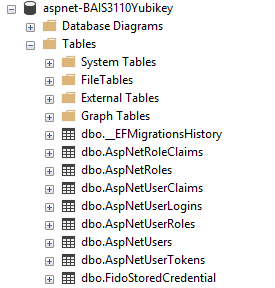 aspnet-BAIS3110Yubikey
Database Diagrams
Tables
System Tables
FileTables
External Tables
Graph Tables
dbo.__EFMigrationsHistory
dbo.AspNetRoleClaims
dbo.AspNetRoles
dbo.AspNetUserClaims
dbo.AspNetUserLogins
dbo.AspNetUserRoles
dbo.AspNetUsers
dbo.AspNetUserTokens
dbo.FidoStoredCredential